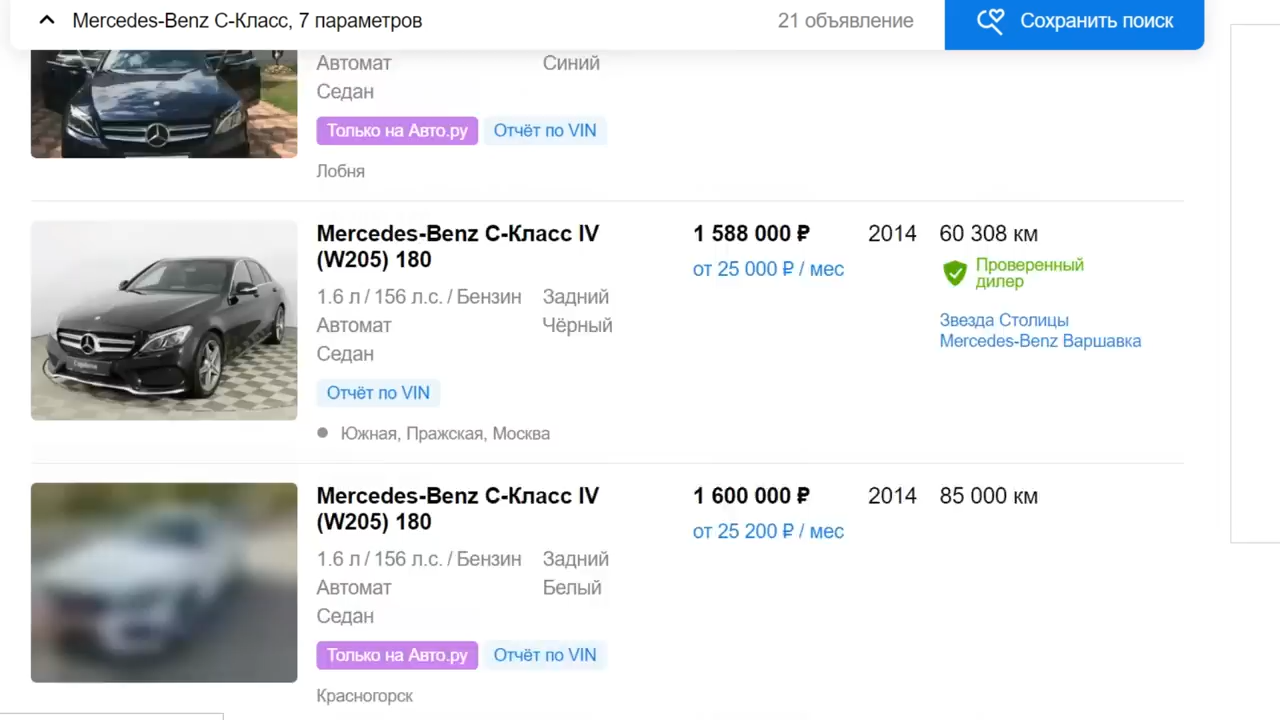 Mercedes-Benz C-Класс, 7 параметров
21 объявление
Сохранить поиск
Автомат
Синий
Седан
Только на Авто.ру
Отчёт по VIN
Лобня
Mercedes-Benz C-Класс IV
(W205) 180
1 588 000 ₽
2014
60 308 км
от 25 000 ₽ / мес
Проверенный
дилер
1.6 л / 156 л.с. / Бензин
Задний
Автомат
Чёрный
Седан
Звезда Столицы
Mercedes-Benz Варшавка
Отчёт по VIN
Южная, Пражская, Москва
Mercedes-Benz C-Класс IV
(W205) 180
1 600 000 ₽
2014
85 000 км
от 25 200 ₽ / мес
1.6 л / 156 л.с. / Бензин
Задний
Автомат
Белый
Седан
Только на Авто.ру
Отчёт по VIN
Красногорск